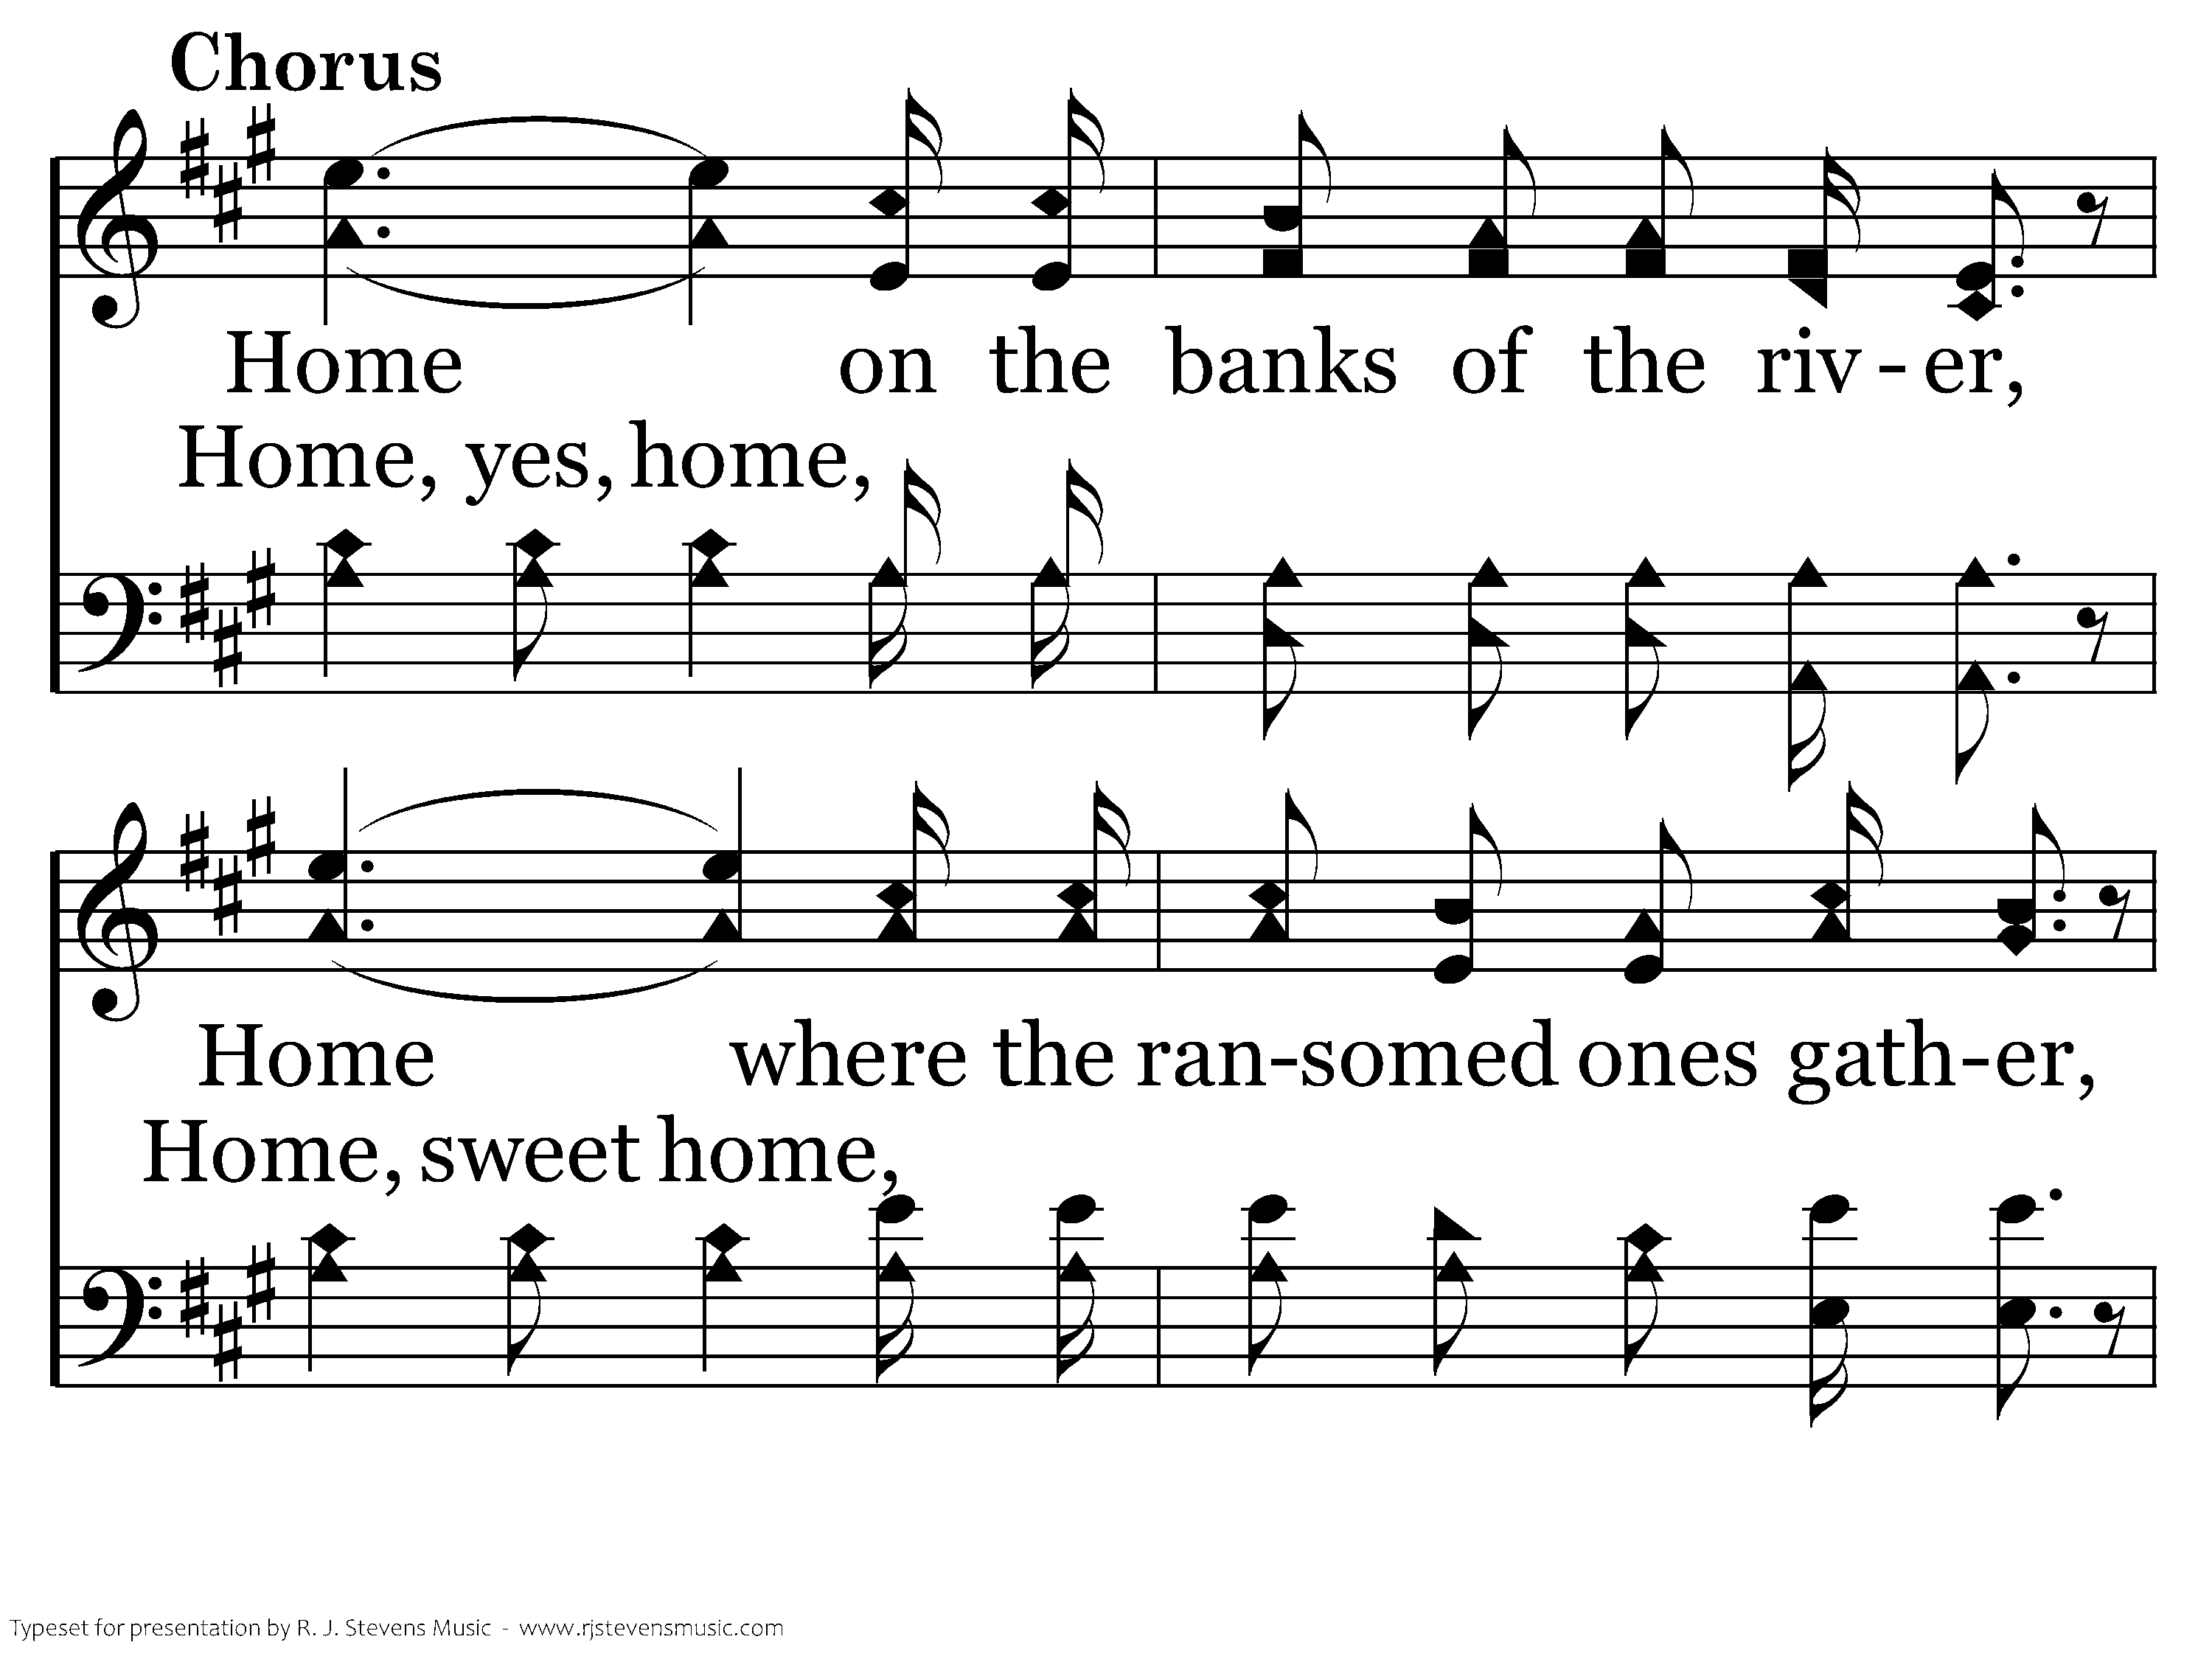 Chorus
Home on the banks of the riv - er,
Home, yes, home,
Home where the ran-somed ones gath-er,
Home, sweet home,
Typeset for presentation by R. J. Stevens Music - www.rjstevensmusic.com